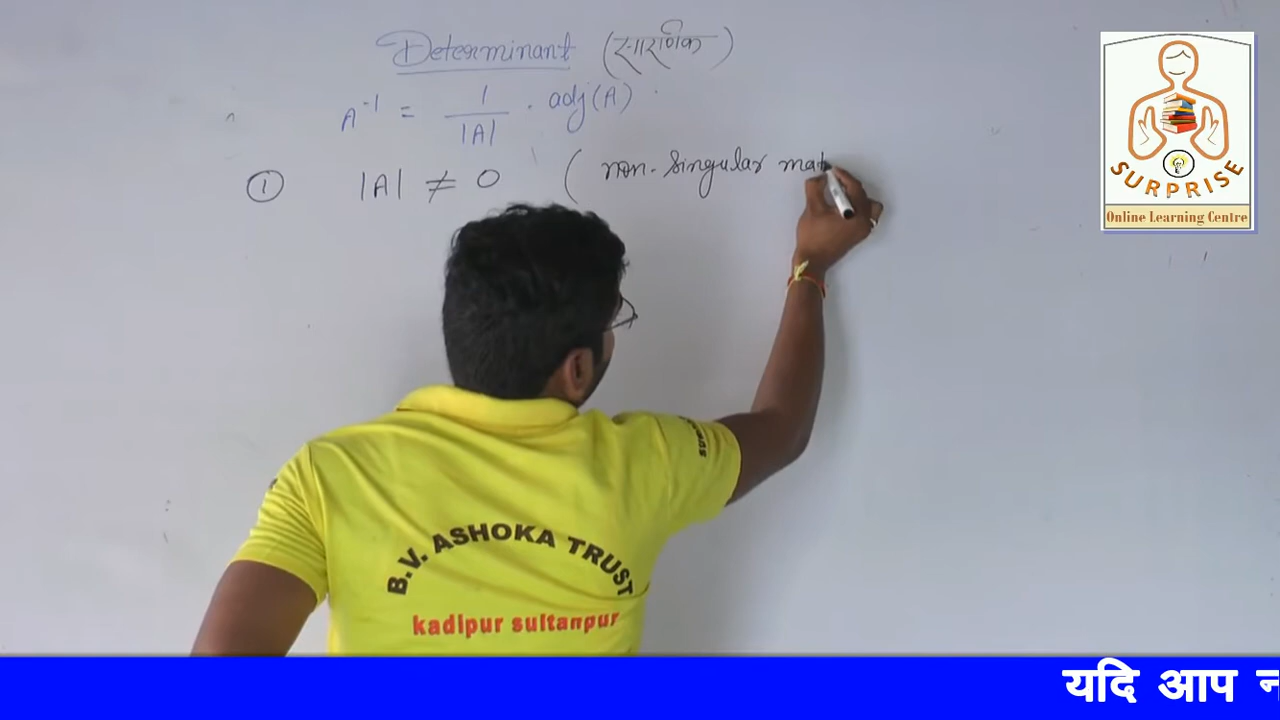 Determinant (सारणिक)
A⁻¹ = 1/|A| · adj(A)
① |A| ≠ 0 (non-singular mat
SURPRISE
Online Learning Centre
B.V. ASHOKA TRUST
kadipur sultanpur
यदि आप